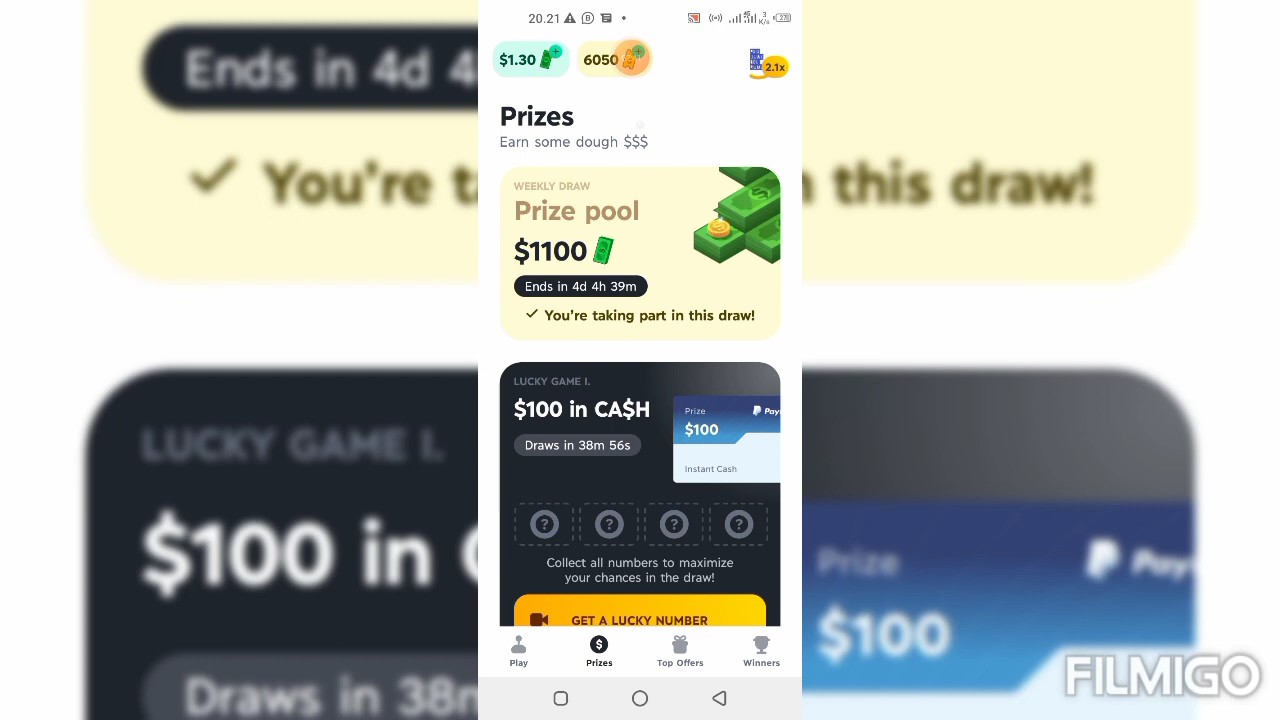 20.21
3
K/s
27
$1.30
6050
2.1x
Prizes
Earn some dough $$$
WEEKLY DRAW
Prize pool
$1100
Ends in 4d 4h 39m
You're taking part in this draw!
LUCKY GAME I.
$100 in CA$H
Draws in 38m 56s
Prize
Pay
$100
Instant Cash
Collect all numbers to maximize
your chances in the draw!
GET A LUCKY NUMBER
Play
Prizes
Top Offers
Winners
Ends in 4d 4
You're t
n this draw!
LUCKY GAME I.
$100 in
Draws in 38m
Prize
Pay
$100
FILMIGO